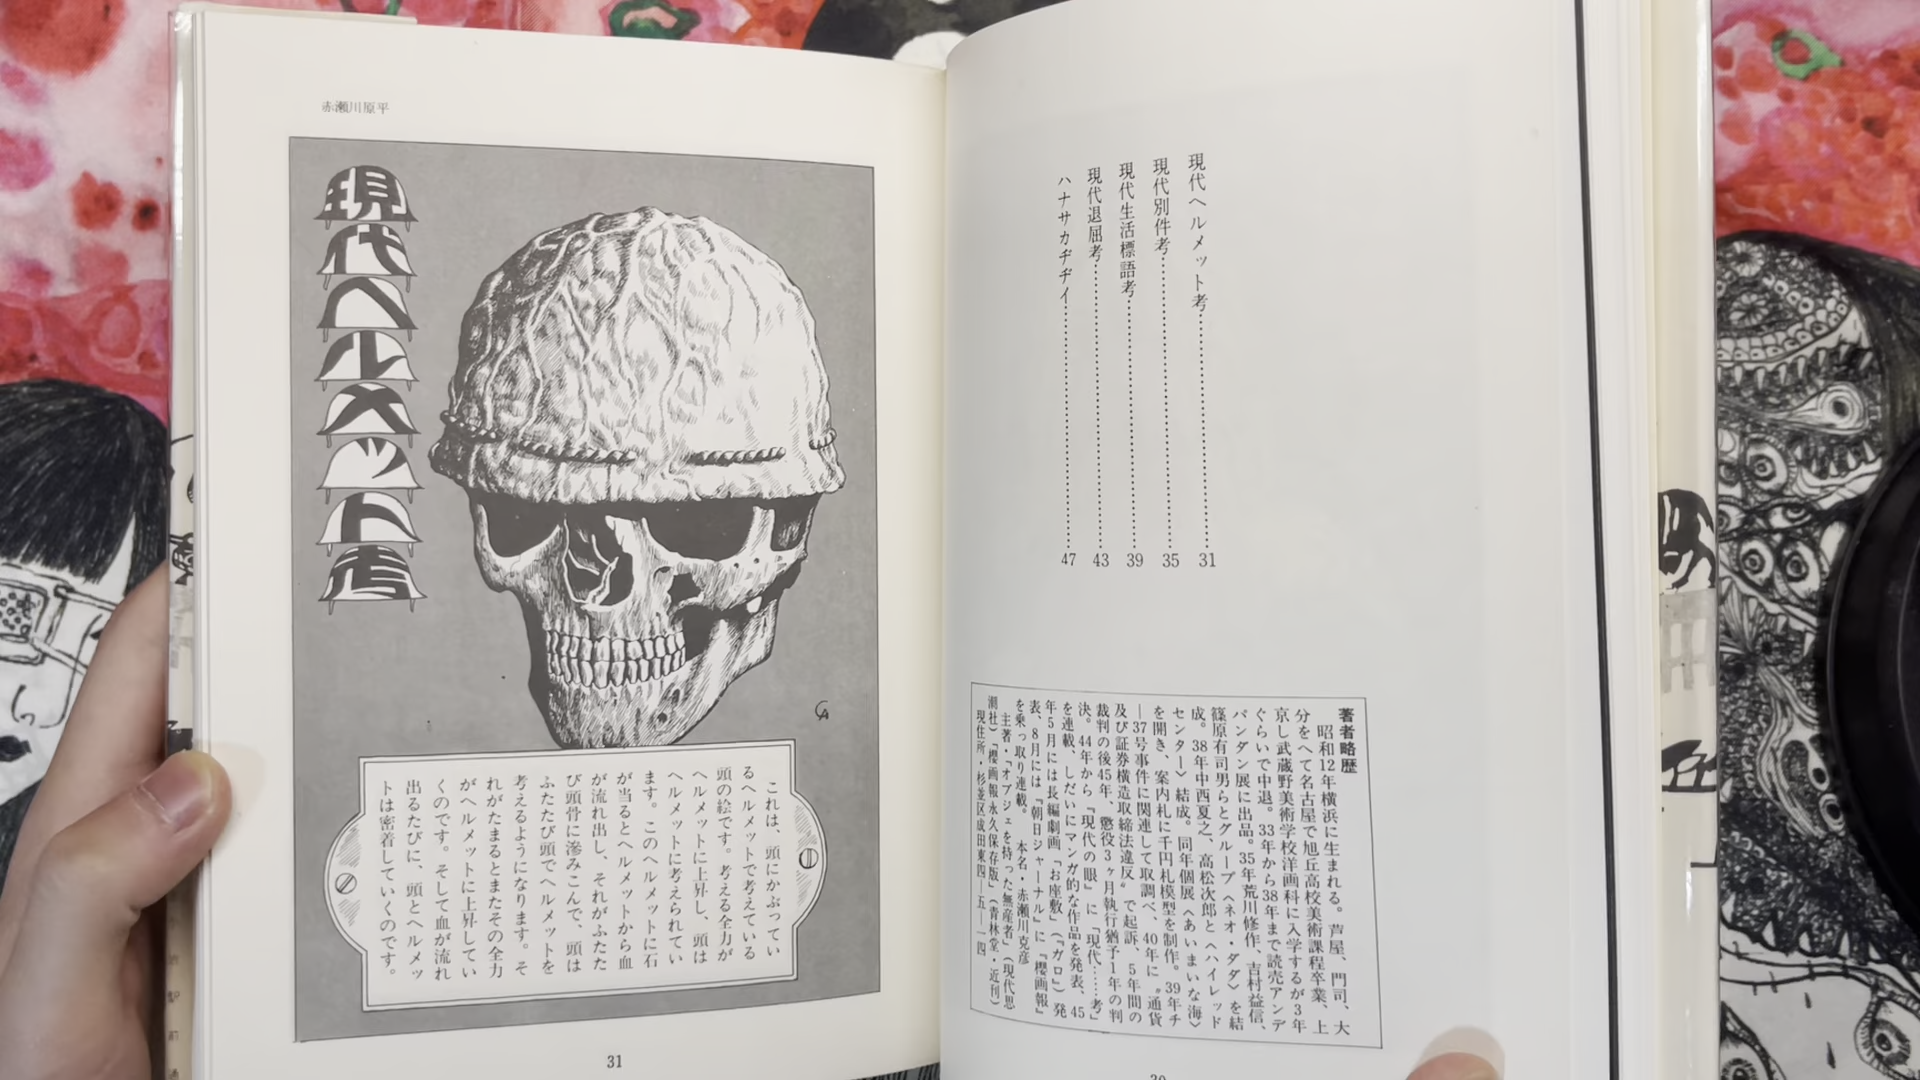 現代ヘルメット考……31
現代別件考……35
現代生活標語考……39
現代退屈考……43
ハナサカヂヂイ……47
著者略歴
昭和12年横浜に生まれる。芦屋、門司、大
分をへて名古屋で旭丘高校美術課程卒業、上
京し武蔵野美術学校洋画科に入学するが3年
ぐらいで中退。33年から38年まで読売アンデ
パンダン展に出品。35年荒川修作、吉村益信、
篠原有司男らとグループ〈ネオ・ダダ〉を結
成。38年中西夏之、高松次郎と〈ハイレッド
センター〉結成。同年個展〈あいまいな海〉
を開き、案内札に千円札模型を制作。39年チ
―37号事件に関連して取調べ、40年に〝通貨
及び証券模造取締法違反〟で起訴、5年間の
裁判の後45年、懲役3ヶ月執行猶予1年の判
決。44年から『現代の眼』に「現代……考」
を連載、しだいにマンガ的な作品を発表、45
年5月には長編劇画「お座敷」(『ガロ』)発
表、8月には『朝日ジャーナル』に『櫻画報』
を乗っ取り連載。 本名・赤瀬川克彦
主著・『オブジェを持った無産者』(現代思
潮社)『櫻画報永久保存版』(青林堂・近刊)
現住所・杉並区成田東四―五―一四
30
赤瀬川原平
現代ヘルメット考
これは、頭にかぶってい
るヘルメットで考えている
頭の絵です。考える全力が
ヘルメットに上昇し、頭は
ヘルメットに考えられてい
ます。このヘルメットに石
が当るとヘルメットから血
が流れ出し、それがふたた
び頭骨に滲みこんで、頭は
ふたたび頭でヘルメットを
考えるようになります。そ
れがたまるとまたその全力
がヘルメットに上昇してい
くのです。そして血が流れ
出るたびに、頭とヘルメッ
トは密着していくのです。
31